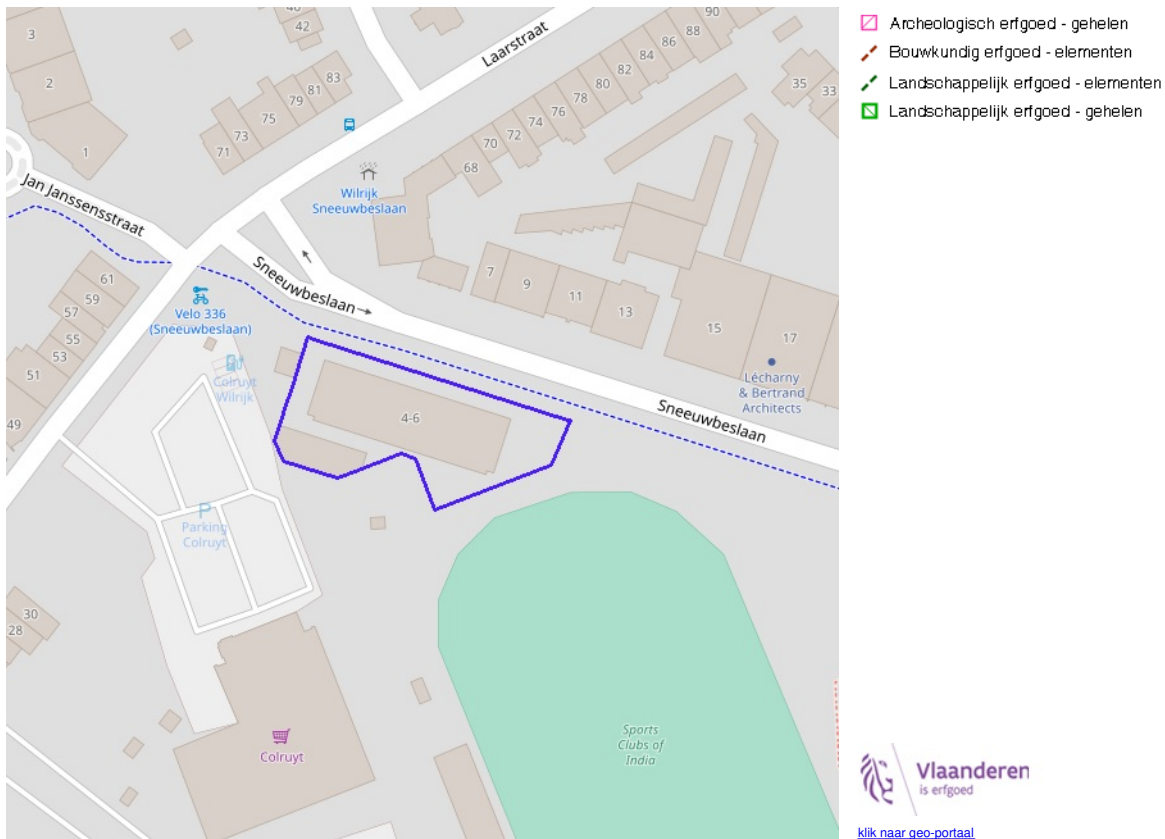 3
2
1
40
42
Laarstraat
90
88
86
84
82
80
78
76
74
72
70
68
35
33
83
81
79
75
73
71
Jan Janssensstraat
Wilrijk
Sneeuwbeslaan
61
59
57
55
53
51
49
Velo 336
(Sneeuwbeslaan)
Sneeuwbeslaan
7
9
11
13
15
17
Colruyt
Wilrijk
4-6
Lécharny
& Bertrand
Architects
Sneeuwbeslaan
P
Parking
Colruyt
30
28
Colruyt
Sports
Clubs of
India
Archeologisch erfgoed - gehelen
Bouwkundig erfgoed - elementen
Landschappelijk erfgoed - elementen
Landschappelijk erfgoed - gehelen
Vlaanderen
is erfgoed
klik naar geo-portaal